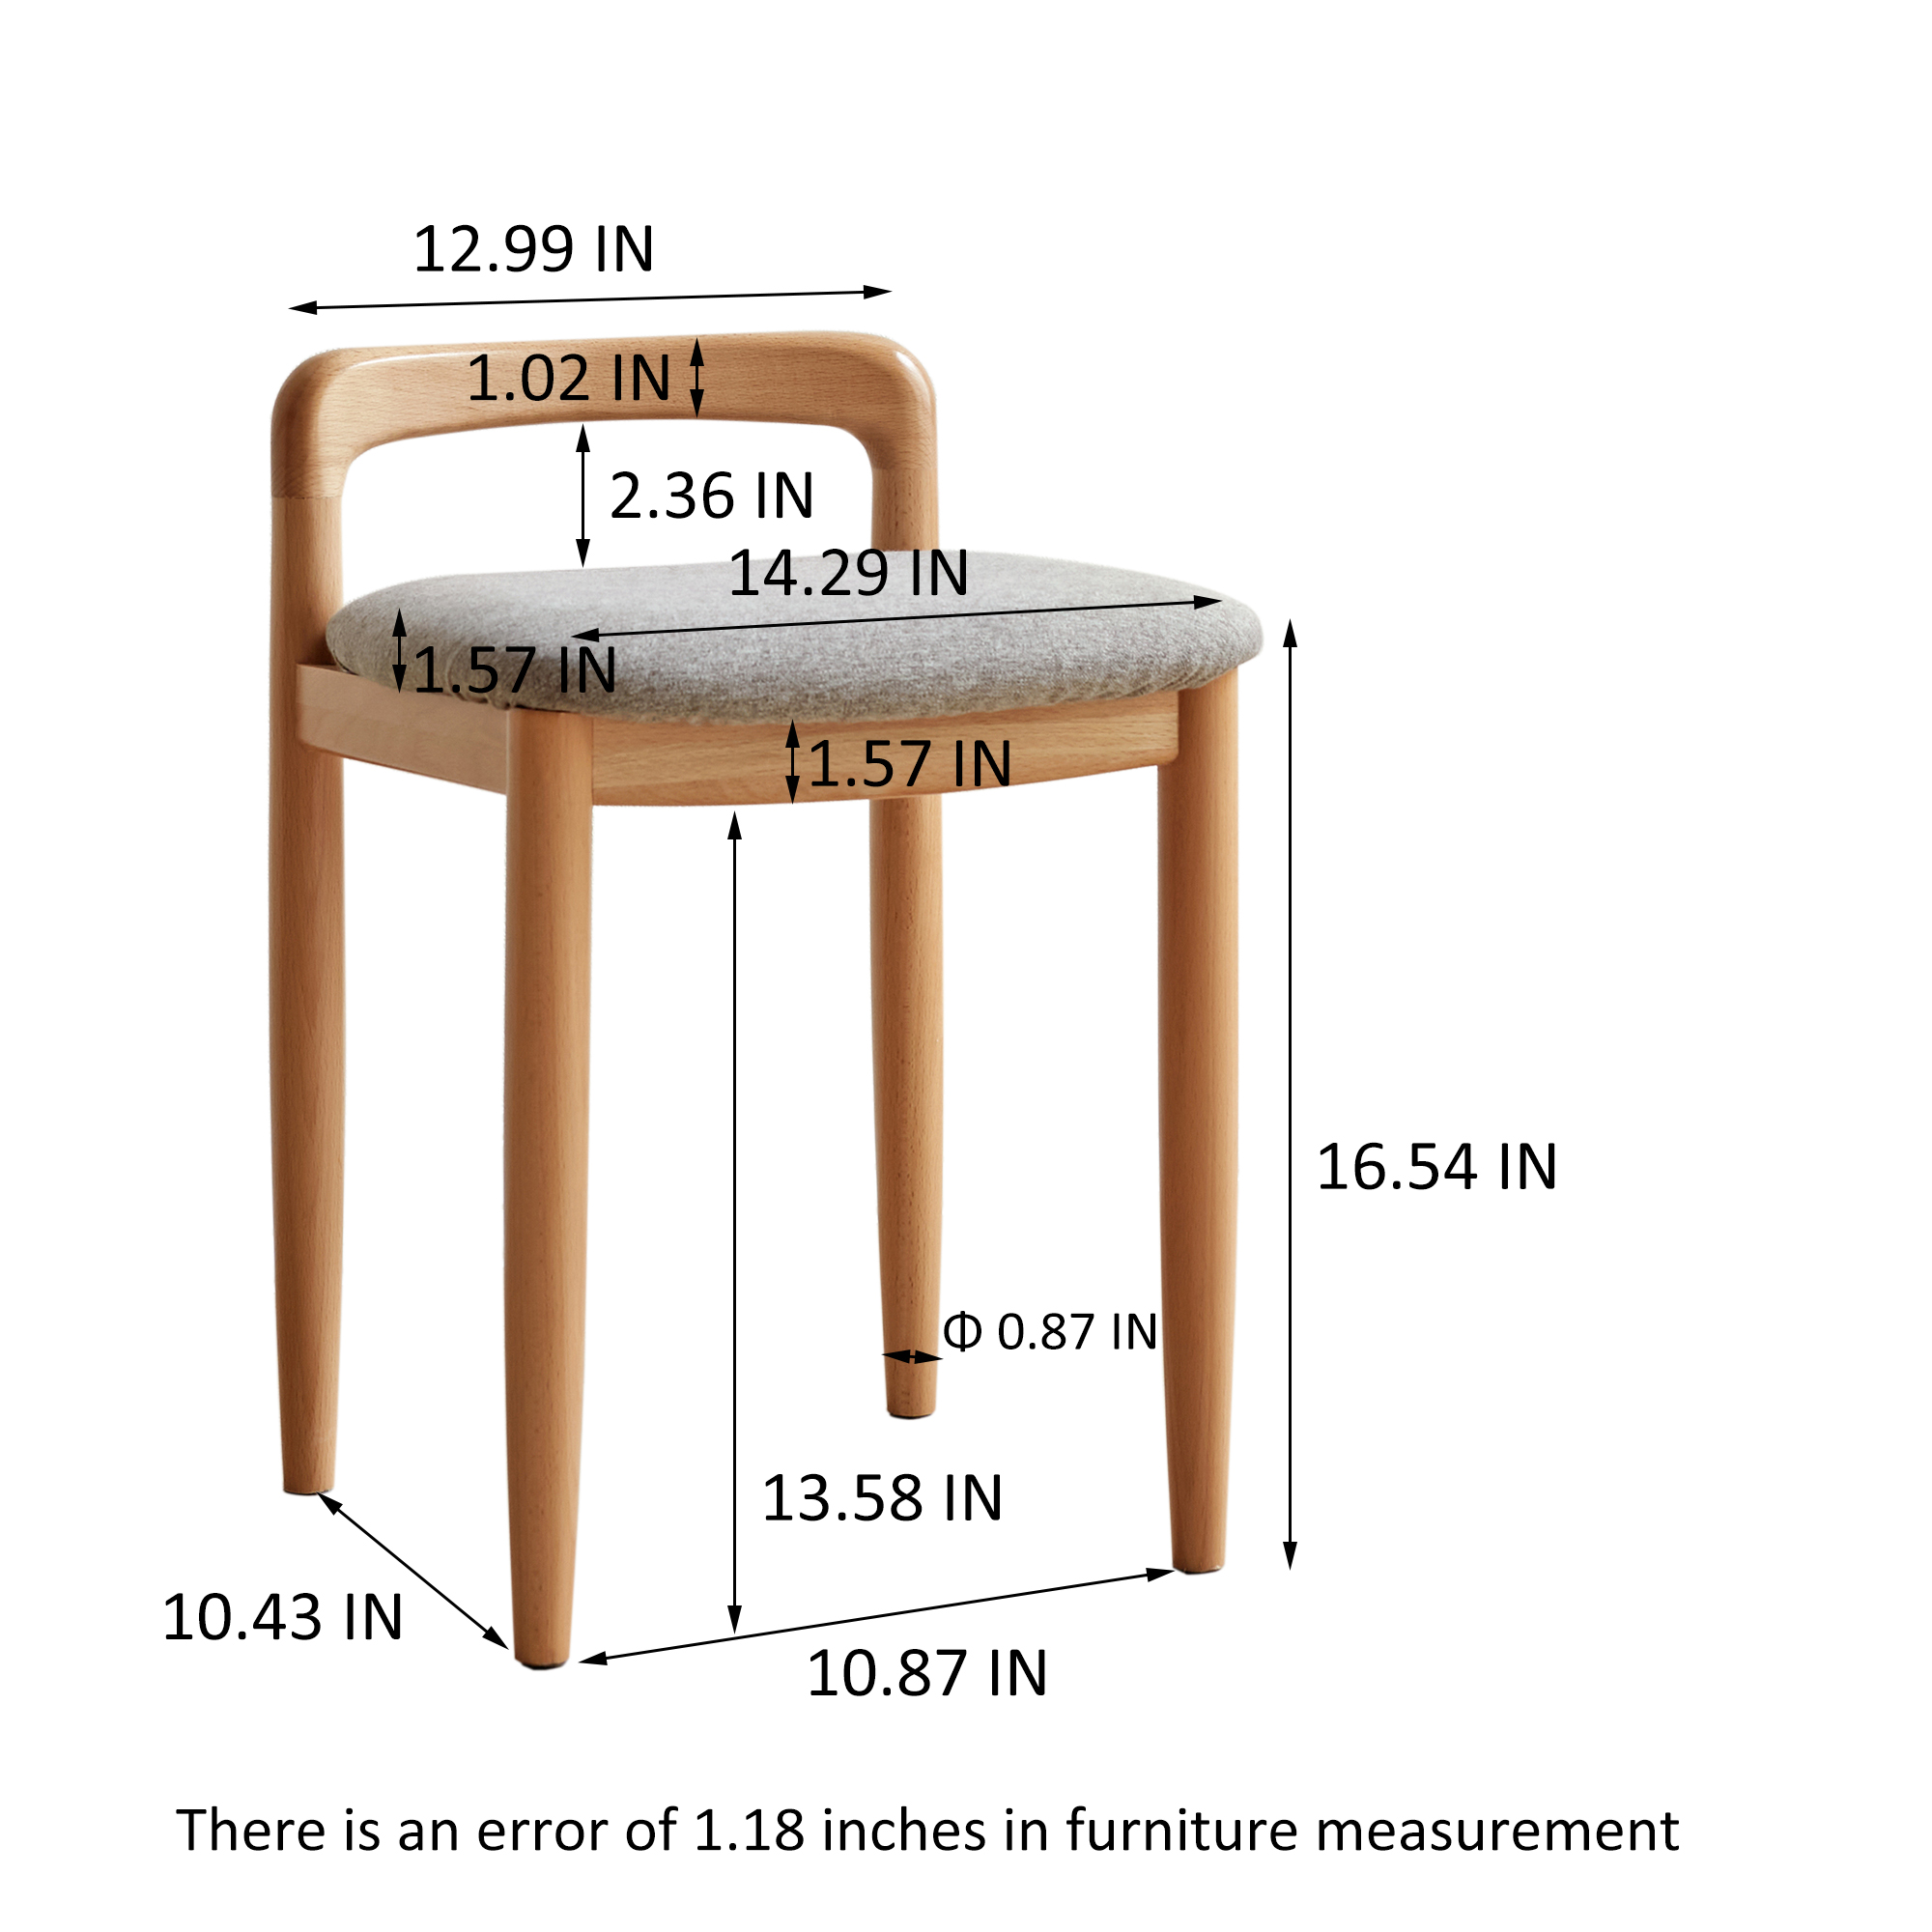 12.99 IN
1.02 IN
2.36 IN
14.29 IN
1.57 IN
1.57 IN
16.54 IN
Φ 0.87 IN
13.58 IN
10.43 IN
10.87 IN
There is an error of 1.18 inches in furniture measurement